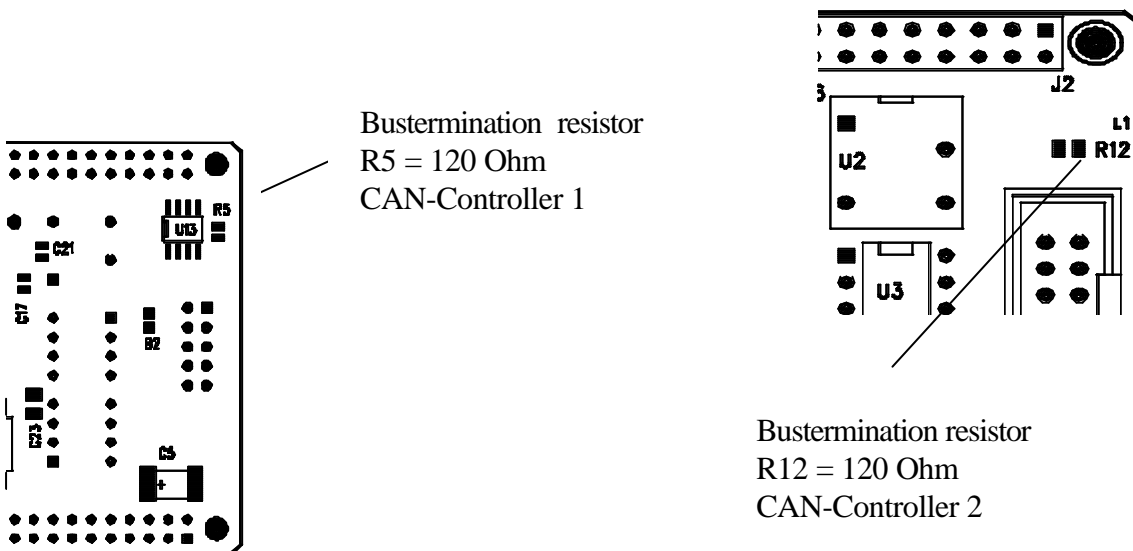 Bustermination resistor
R5 = 120 Ohm
CAN-Controller 1
R5
U13
C21
C17
C23
C5
+
J2
L1
R12
U2
U3
Bustermination resistor
R12 = 120 Ohm
CAN-Controller 2